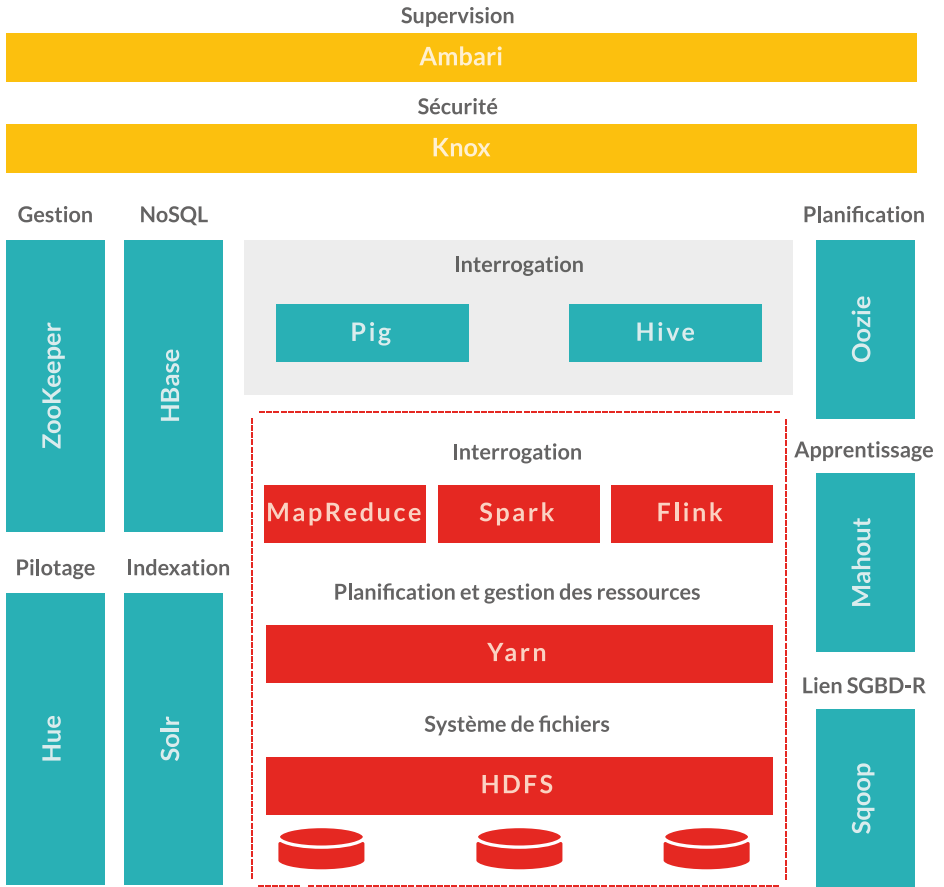 Supervision
Ambari
Sécurité
Knox
Gestion
ZooKeeper
NoSQL
HBase
Interrogation
Pig
Hive
Planification
Oozie
Interrogation
MapReduce
Spark
Flink
Apprentissage
Mahout
Pilotage
Hue
Indexation
Solr
Planification et gestion des ressources
Yarn
Système de fichiers
HDFS
Lien SGBD-R
Sqoop